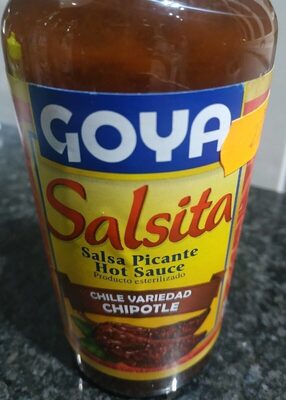 GOYA
Salsita
Salsa Picante
Hot Sauce
Producto esterilizado
CHILE VARIEDAD
CHIPOTLE